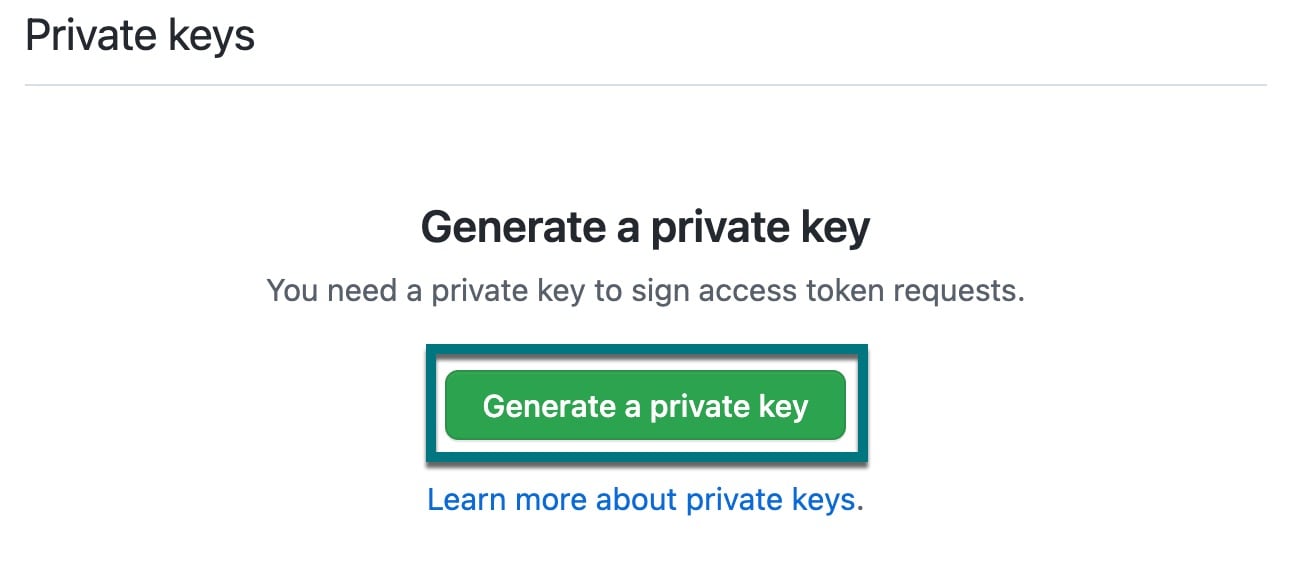 Private keys
Generate a private key
You need a private key to sign access token requests.
Generate a private key
Learn more about private keys.